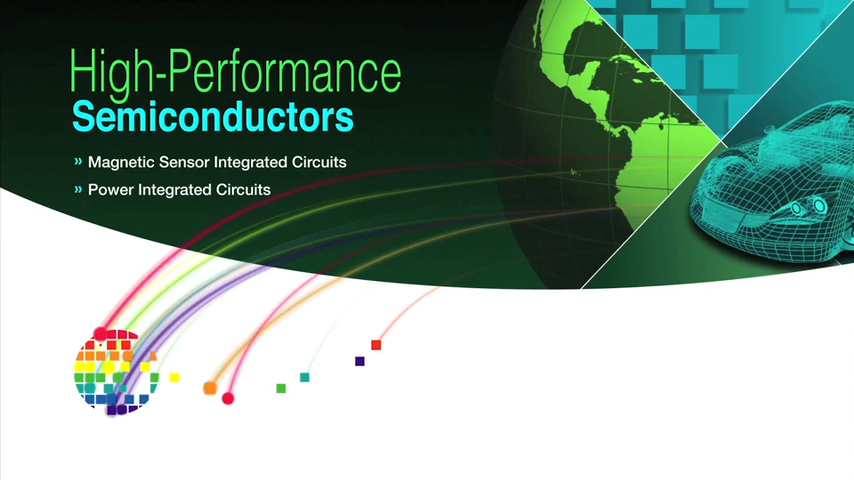 High-Performance
Semiconductors
» Magnetic Sensor Integrated Circuits
» Power Integrated Circuits